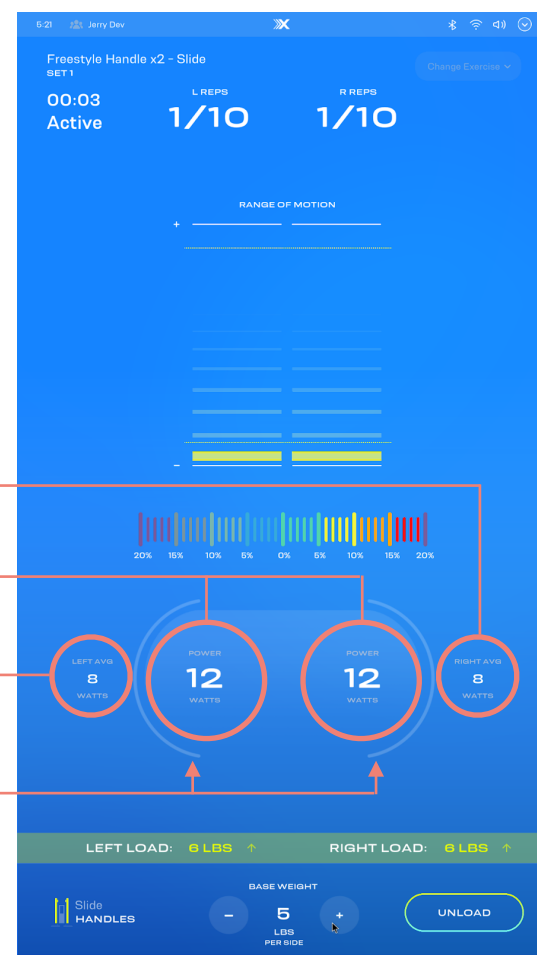 5:21 Jerry Dev
Freestyle Handle x2 - Slide
SET 1
Change Exercise
00:03
Active
L REPS
1/10
R REPS
1/10
RANGE OF MOTION
+
–
20% 15% 10% 5% 0% 5% 10% 15% 20%
LEFT AVG
8
WATTS
POWER
12
WATTS
POWER
12
WATTS
RIGHT AVG
8
WATTS
LEFT LOAD: 6 LBS ↑ RIGHT LOAD: 6 LBS ↑
Slide
HANDLES
BASE WEIGHT
– 5 +
LBS
PER SIDE
UNLOAD